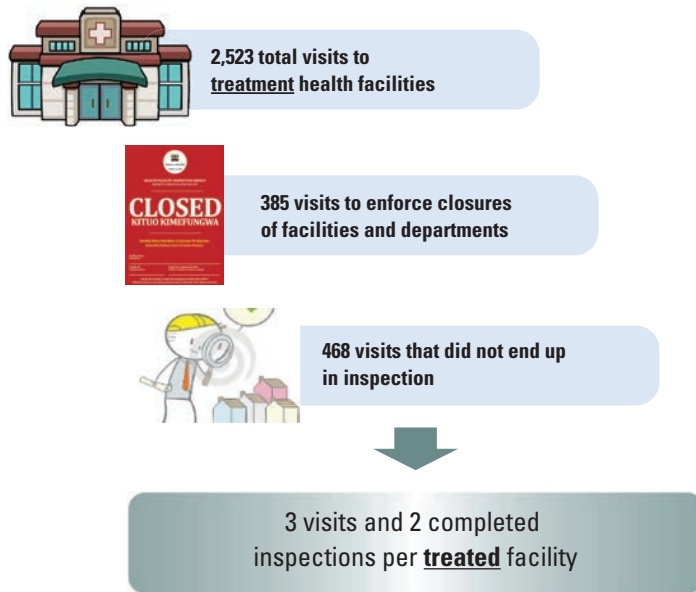 2,523 total visits to
treatment health facilities
CLOSED
KITUO KIMEFUNGWA
385 visits to enforce closures
of facilities and departments
468 visits that did not end up
in inspection
3 visits and 2 completed
inspections per treated facility